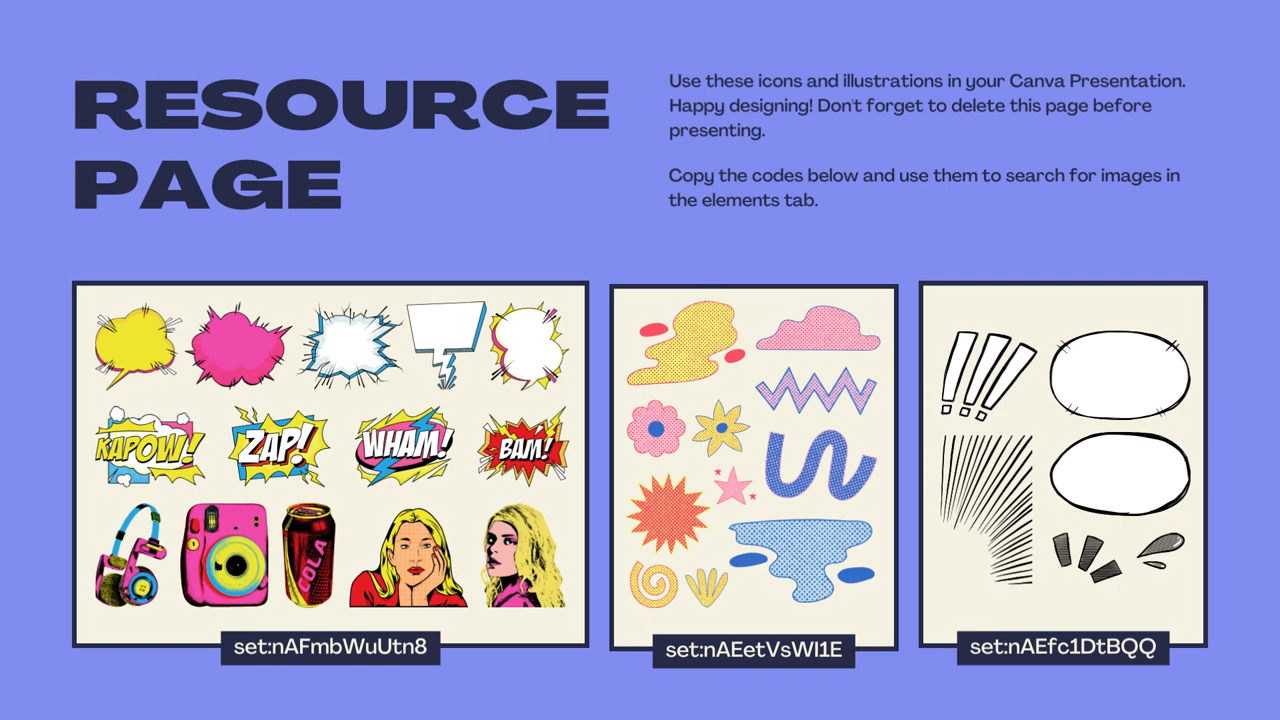 RESOURCE
PAGE
Use these icons and illustrations in your Canva Presentation.
Happy designing! Don't forget to delete this page before
presenting.
Copy the codes below and use them to search for images in
the elements tab.
KAPOW!
ZAP!
WHAM!
BAM!
COLA
set:nAFmbWuUtn8
set:nAEetVsWI1E
set:nAEfc1DtBQQ